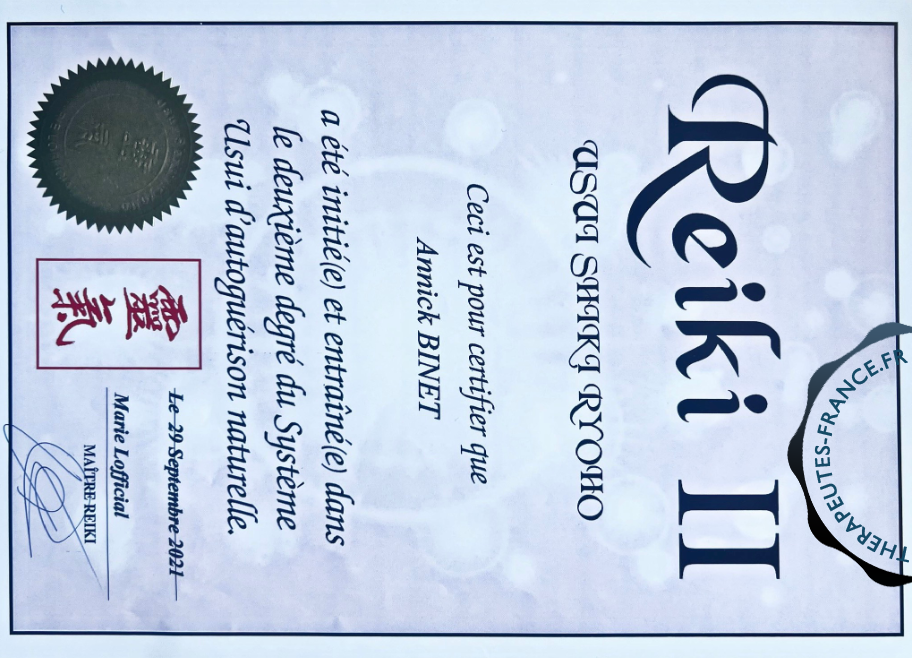 Reiki II
USUI SHIKI RYOHO
Ceci est pour certifier que
Annick BINET
a été initié(e) et entraîné(e) dans
le deuxième degré du Système
Usui d'autoguérison naturelle.
Le 29 Septembre 2021
Marie Lofficial
MAÎTRE REIKI
靈氣
THERAPEUTES-FRANCE.FR